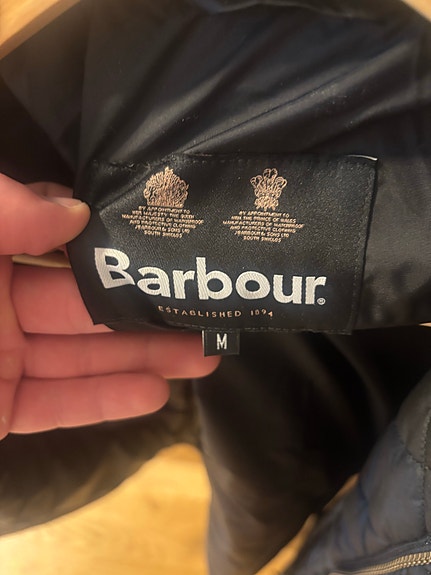 BY APPOINTMENT TO
HER MAJESTY THE QUEEN
MANUFACTURERS OF WATERPROOF
AND PROTECTIVE CLOTHING
J BARBOUR & SONS LTD
SOUTH SHIELDS
BY APPOINTMENT TO
HRH THE PRINCE OF WALES
MANUFACTURERS OF WATERPROOF
AND PROTECTIVE CLOTHING
J BARBOUR & SONS LTD
SOUTH SHIELDS
Barbour®
ESTABLISHED 1894
M